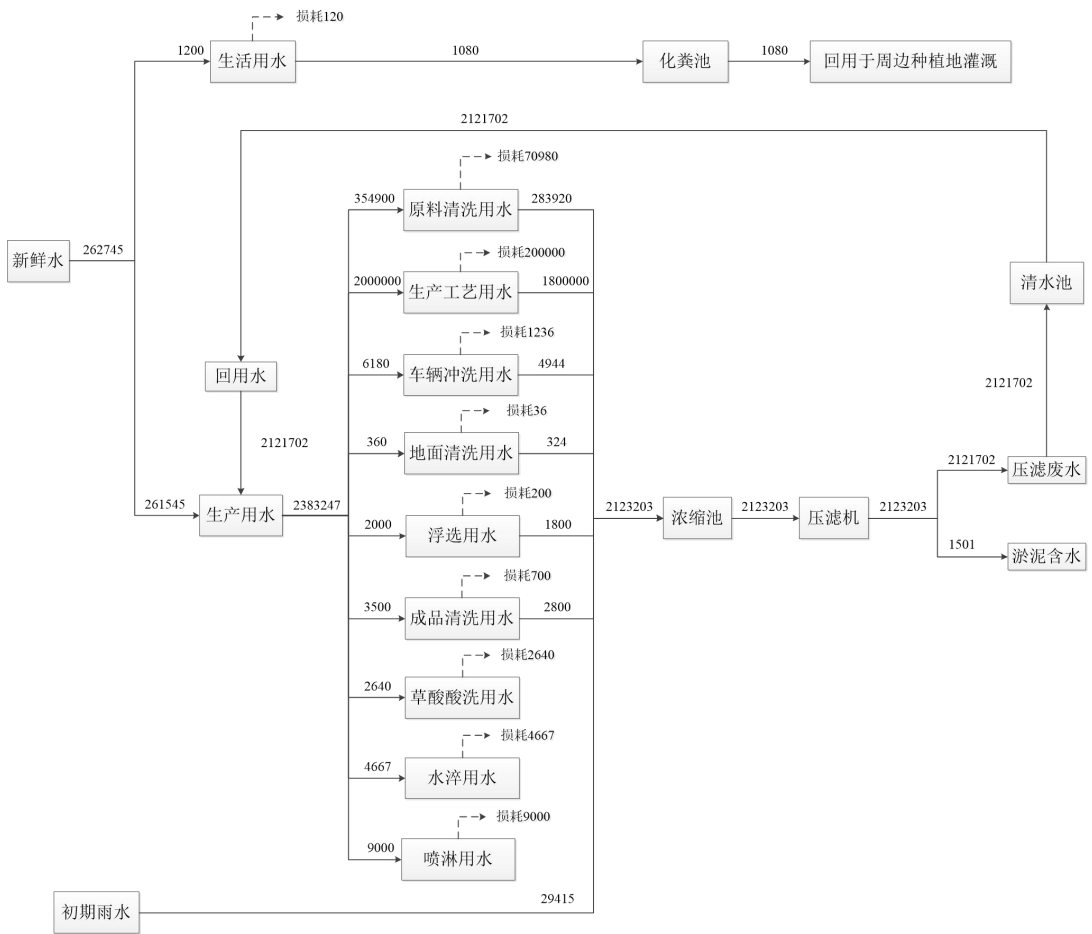 损耗120
1200
生活用水
1080
化粪池
1080
回用于周边种植地灌溉
2121702
损耗70980
354900
原料清洗用水
283920
新鲜水
262745
损耗200000
2000000
生产工艺用水
1800000
清水池
损耗1236
6180
车辆冲洗用水
4944
回用水
2121702
损耗36
360
地面清洗用水
324
2121702
2121702
压滤废水
261545
生产用水
2383247
损耗200
2000
浮选用水
1800
2123203
浓缩池
2123203
压滤机
2123203
1501
淤泥含水
损耗700
3500
成品清洗用水
2800
损耗2640
2640
草酸酸洗用水
损耗4667
4667
水淬用水
损耗9000
9000
喷淋用水
初期雨水
29415